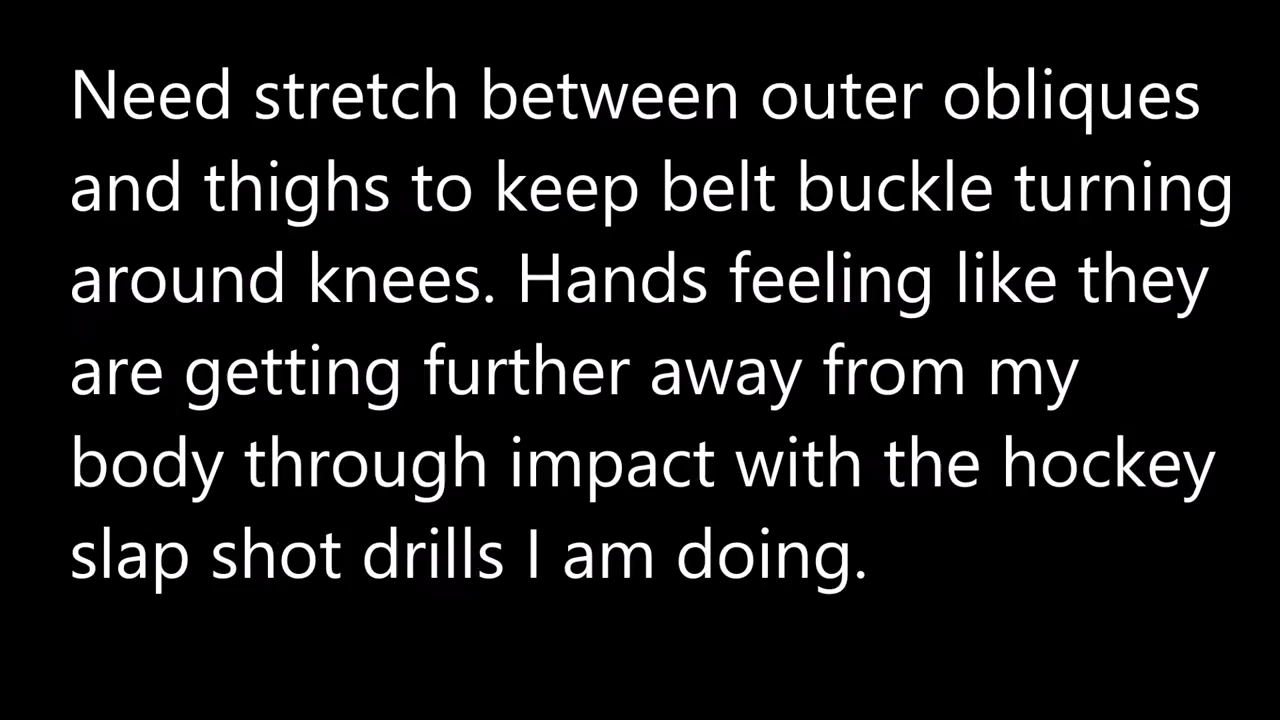 Need stretch between outer obliques
and thighs to keep belt buckle turning
around knees. Hands feeling like they
are getting further away from my
body through impact with the hockey
slap shot drills I am doing.